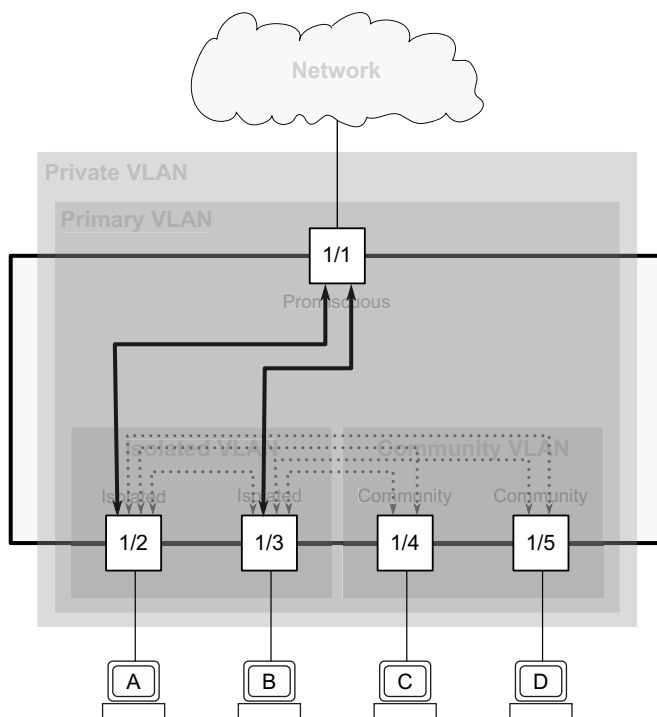 Network
Private VLAN
Primary VLAN
1/1
Promiscuous
Isolated VLAN
Community VLAN
Isolated
Isolated
Community
Community
1/2
1/3
1/4
1/5
A
B
C
D